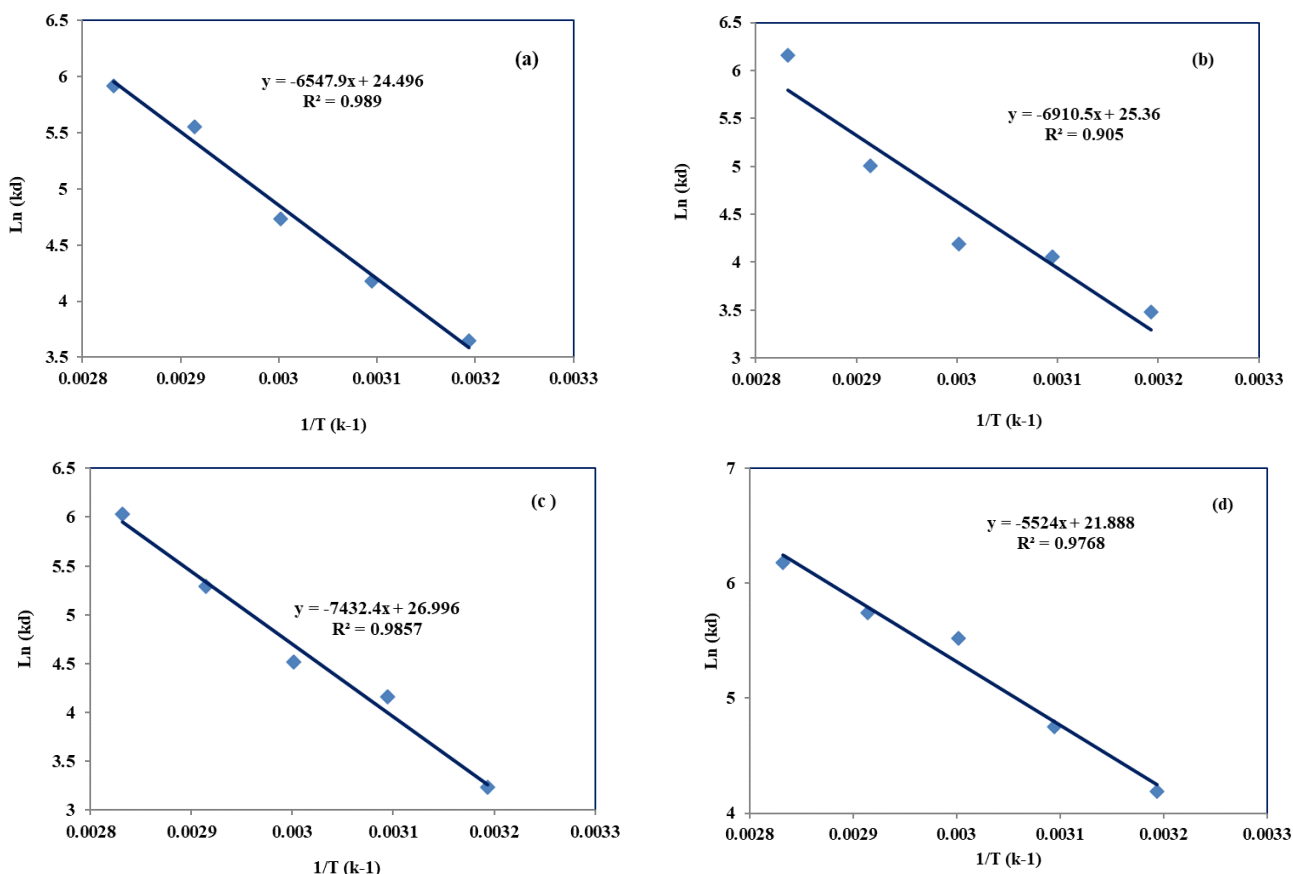 (a)
y = -6547.9x + 24.496
R² = 0.989
Ln (kd)
6.5
6
5.5
5
4.5
4
3.5
0.0028 0.0029 0.003 0.0031 0.0032 0.0033
1/T (k-1)
(b)
y = -6910.5x + 25.36
R² = 0.905
Ln (kd)
6.5
6
5.5
5
4.5
4
3.5
3
0.0028 0.0029 0.003 0.0031 0.0032 0.0033
1/T (k-1)
(c )
y = -7432.4x + 26.996
R² = 0.9857
Ln (kd)
6.5
6
5.5
5
4.5
4
3.5
3
0.0028 0.0029 0.003 0.0031 0.0032 0.0033
1/T (k-1)
(d)
y = -5524x + 21.888
R² = 0.9768
Ln (kd)
7
6
5
4
0.0028 0.0029 0.003 0.0031 0.0032 0.0033
1/T (k-1)